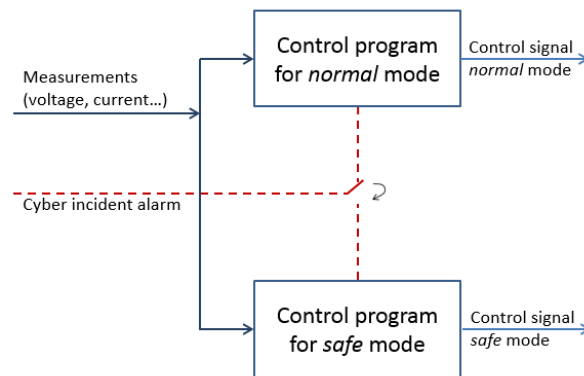 Control program
for normal mode
Control signal
normal mode
Measurements
(voltage, current...)
Cyber incident alarm
Control program
for safe mode
Control signal
safe mode